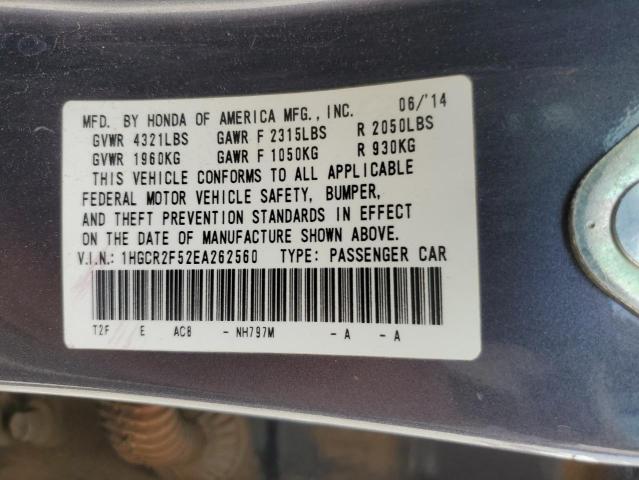 MFD. BY HONDA OF AMERICA MFG., INC. 06/'14
GVWR 4321LBS GAWR F 2315LBS R 2050LBS
GVWR 1960KG GAWR F 1050KG R 930KG
THIS VEHICLE CONFORMS TO ALL APPLICABLE
FEDERAL MOTOR VEHICLE SAFETY, BUMPER,
AND THEFT PREVENTION STANDARDS IN EFFECT
ON THE DATE OF MANUFACTURE SHOWN ABOVE.
V.I.N.: 1HGCR2F52EA262560 TYPE: PASSENGER CAR
T2F E AC8 - NH797M - A - A